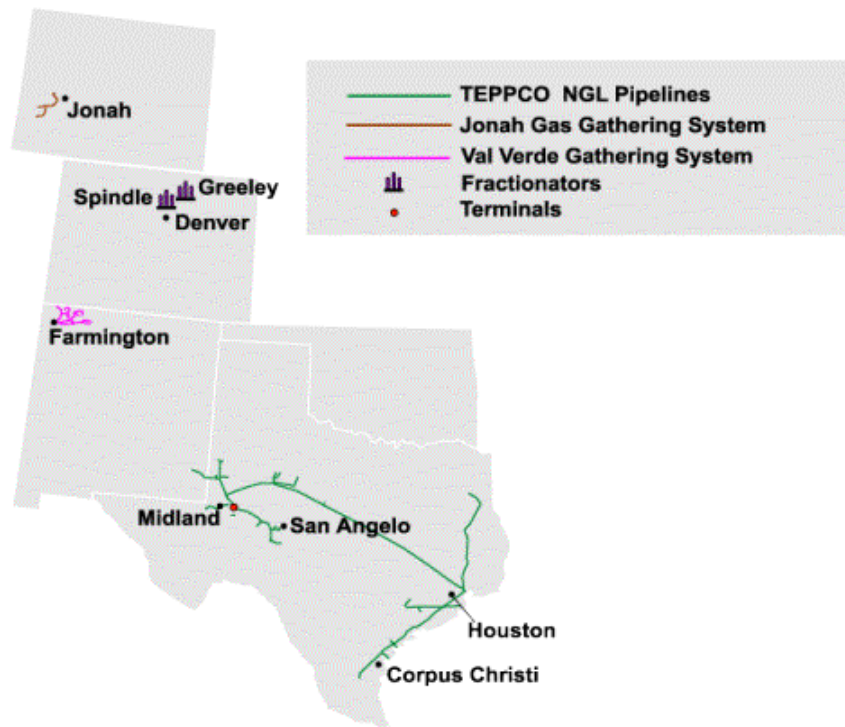 TEPPCO NGL Pipelines
Jonah Gas Gathering System
Val Verde Gathering System
Fractionators
Terminals
Jonah
Spindle
Greeley
Denver
Farmington
Midland
San Angelo
Houston
Corpus Christi